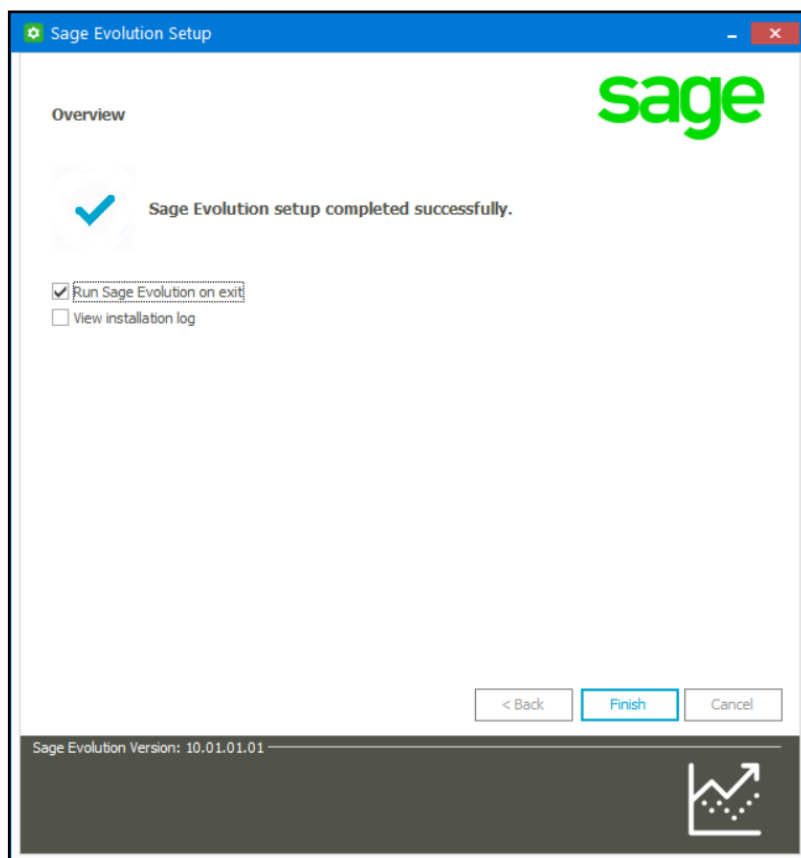 Sage Evolution Setup
sage
Overview
Sage Evolution setup completed successfully.
Run Sage Evolution on exit
View installation log
< Back Finish Cancel
Sage Evolution Version: 10.01.01.01